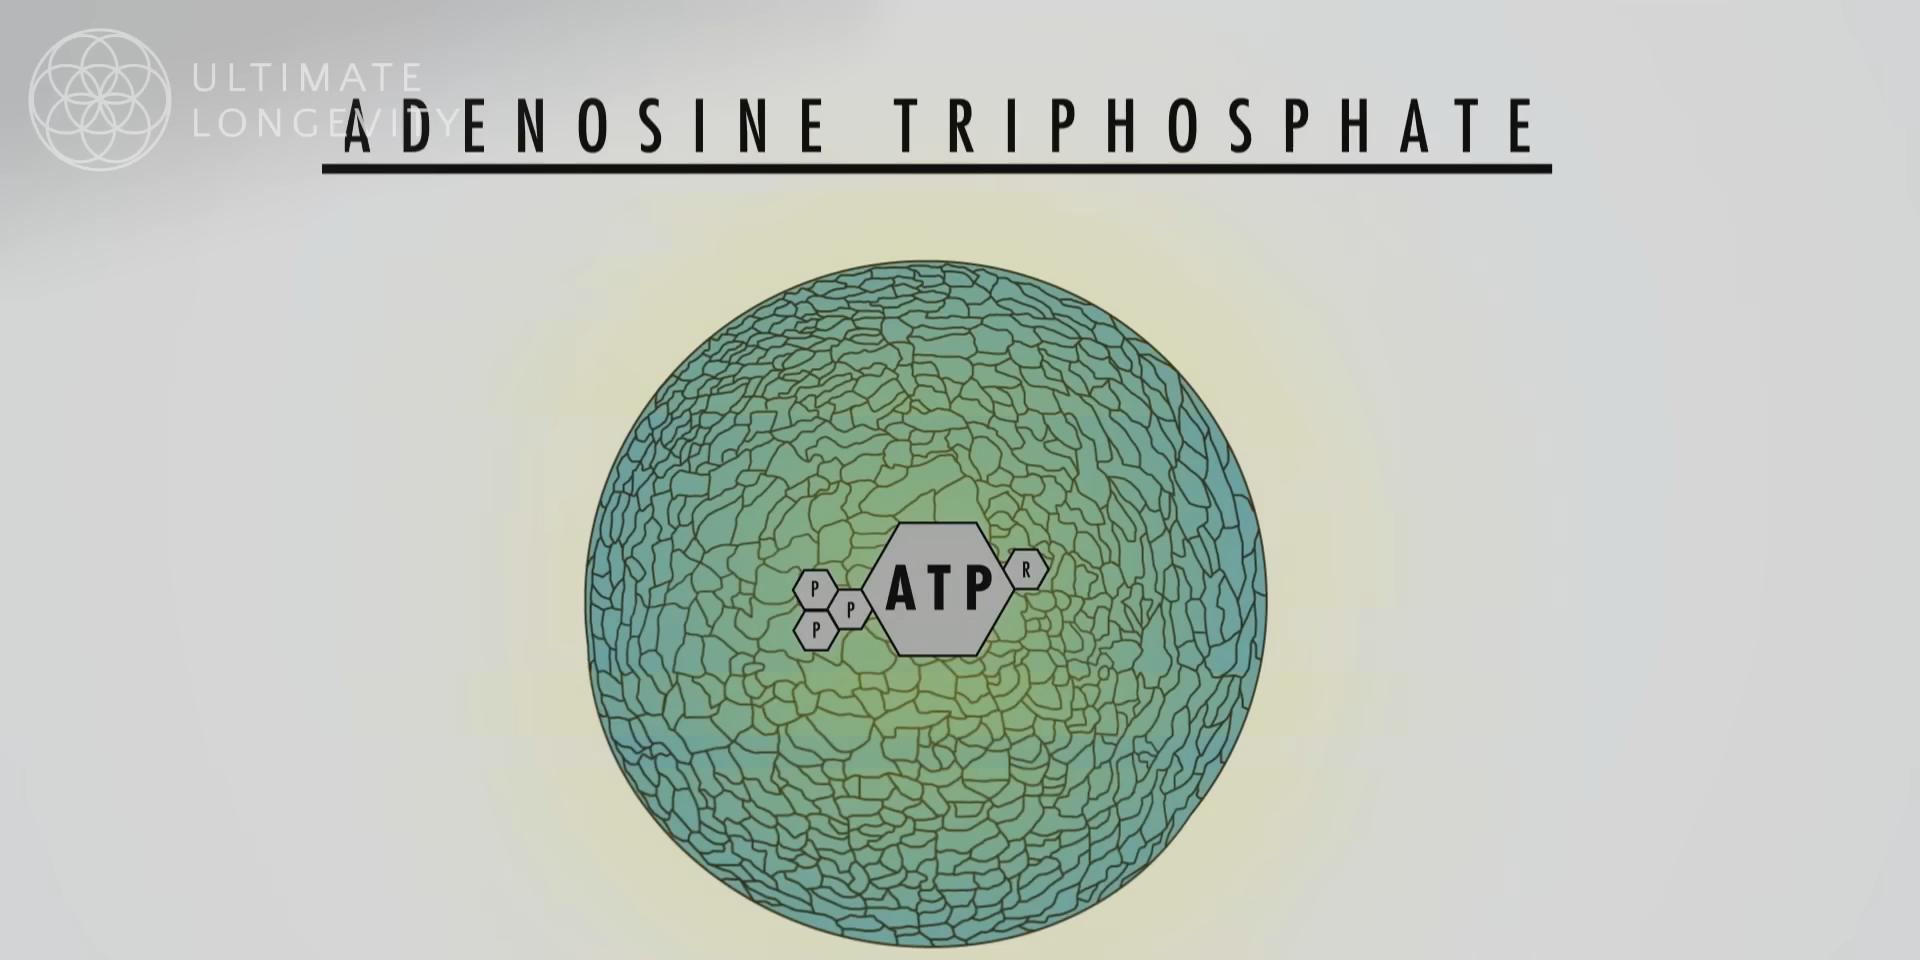 ULTIMATE
LONGEVITY
ADENOSINE TRIPHOSPHATE
ATP
R
P
P
P